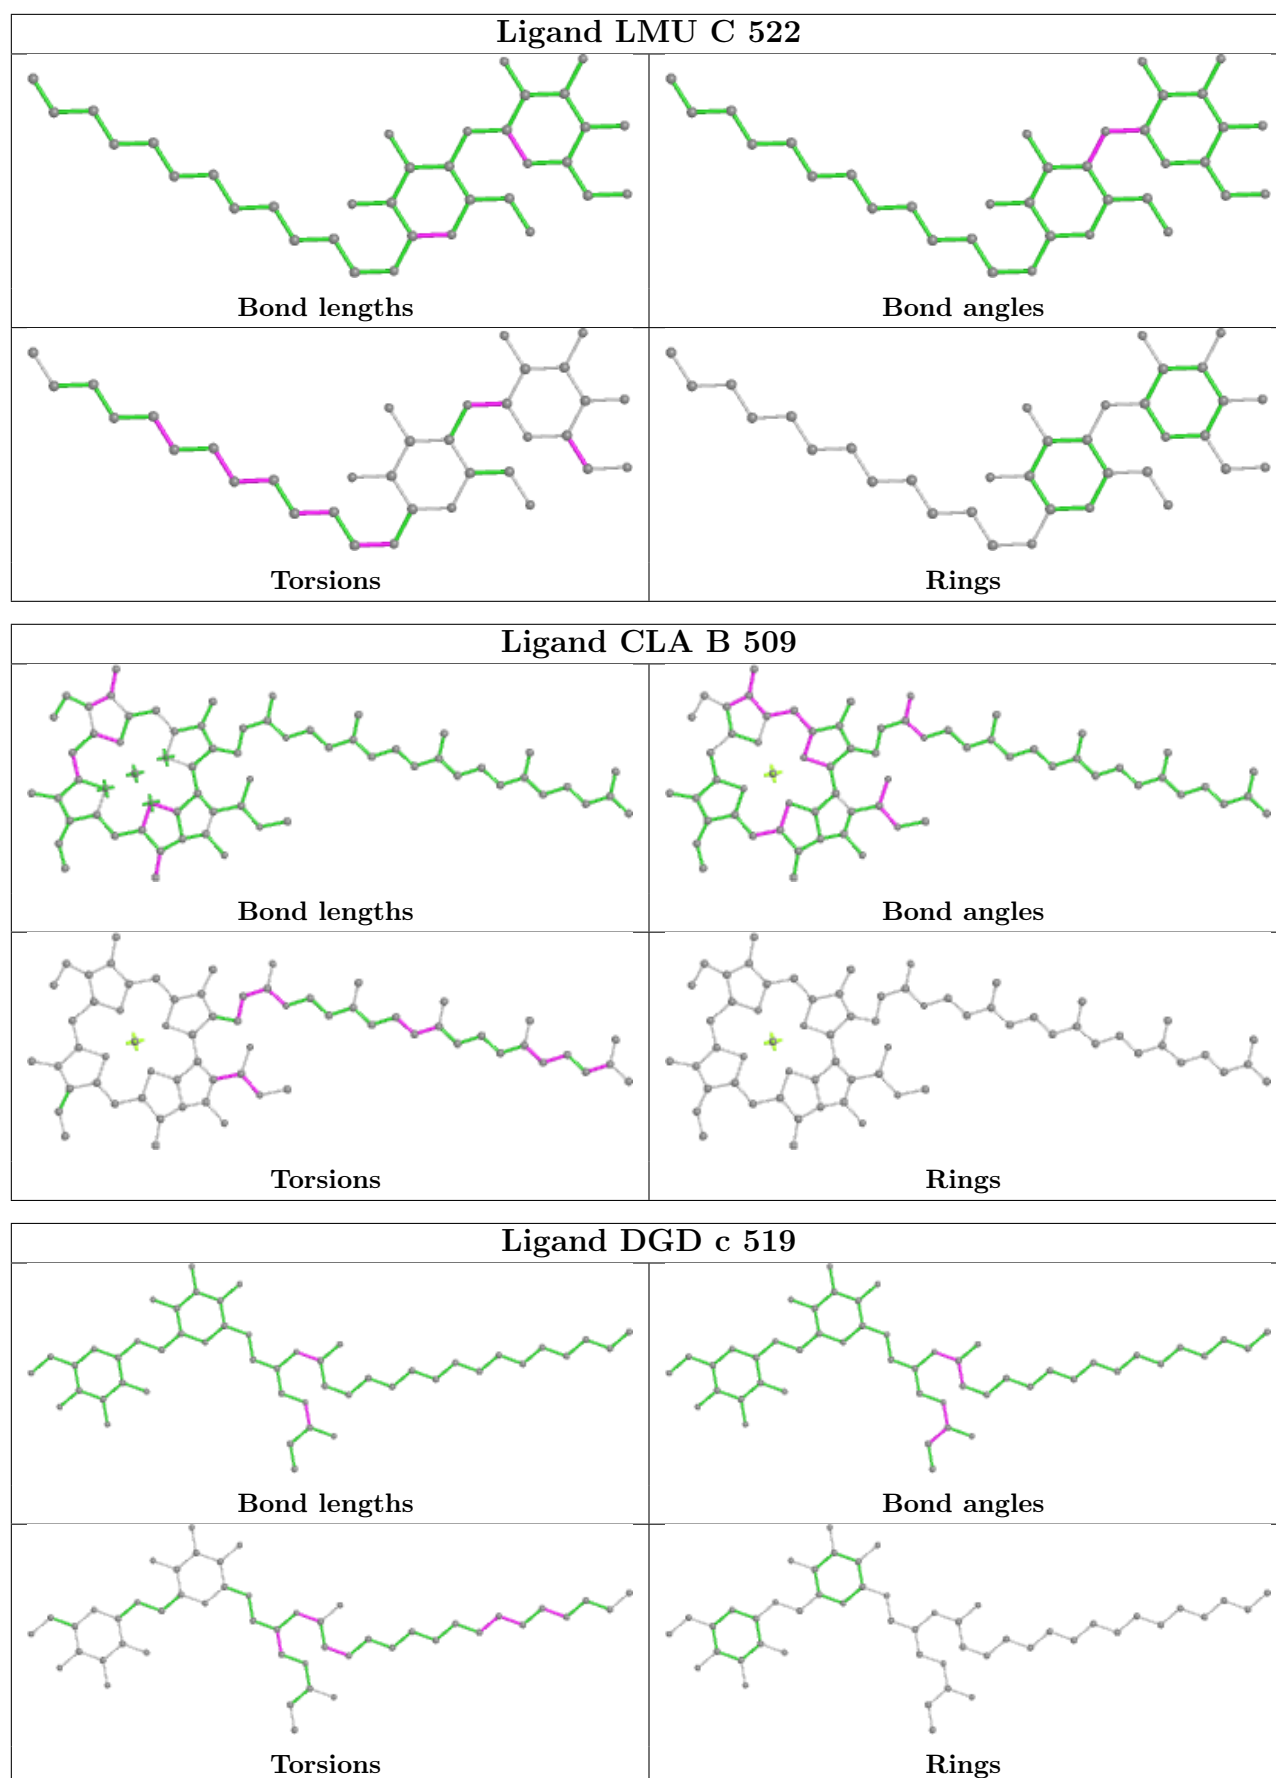 Ligand LMU C 522
Bond lengths
Bond angles
Torsions
Rings
Ligand CLA B 509
Bond lengths
Bond angles
Torsions
Rings
Ligand DGD c 519
Bond lengths
Bond angles
Torsions
Rings